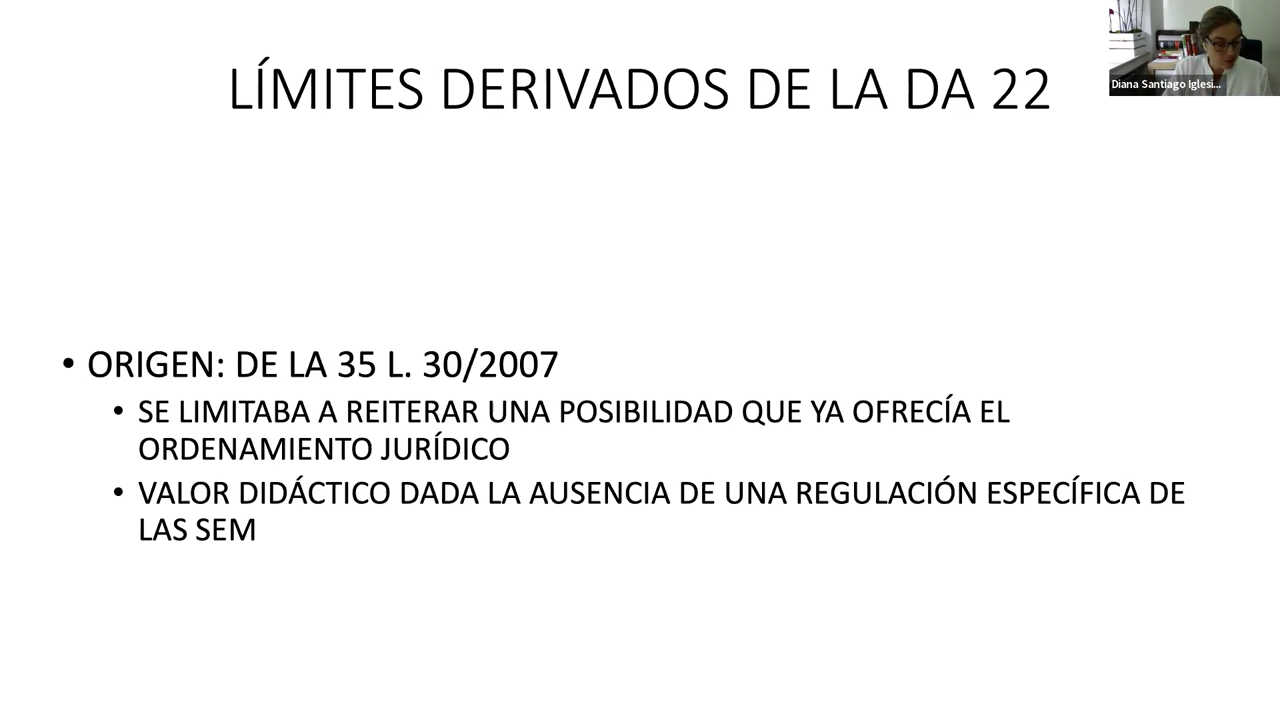 LÍMITES DERIVADOS DE LA DA 22
Diana Santiago Iglesi...
• ORIGEN: DE LA 35 L. 30/2007
• SE LIMITABA A REITERAR UNA POSIBILIDAD QUE YA OFRECÍA EL
ORDENAMIENTO JURÍDICO
• VALOR DIDÁCTICO DADA LA AUSENCIA DE UNA REGULACIÓN ESPECÍFICA DE
LAS SEM